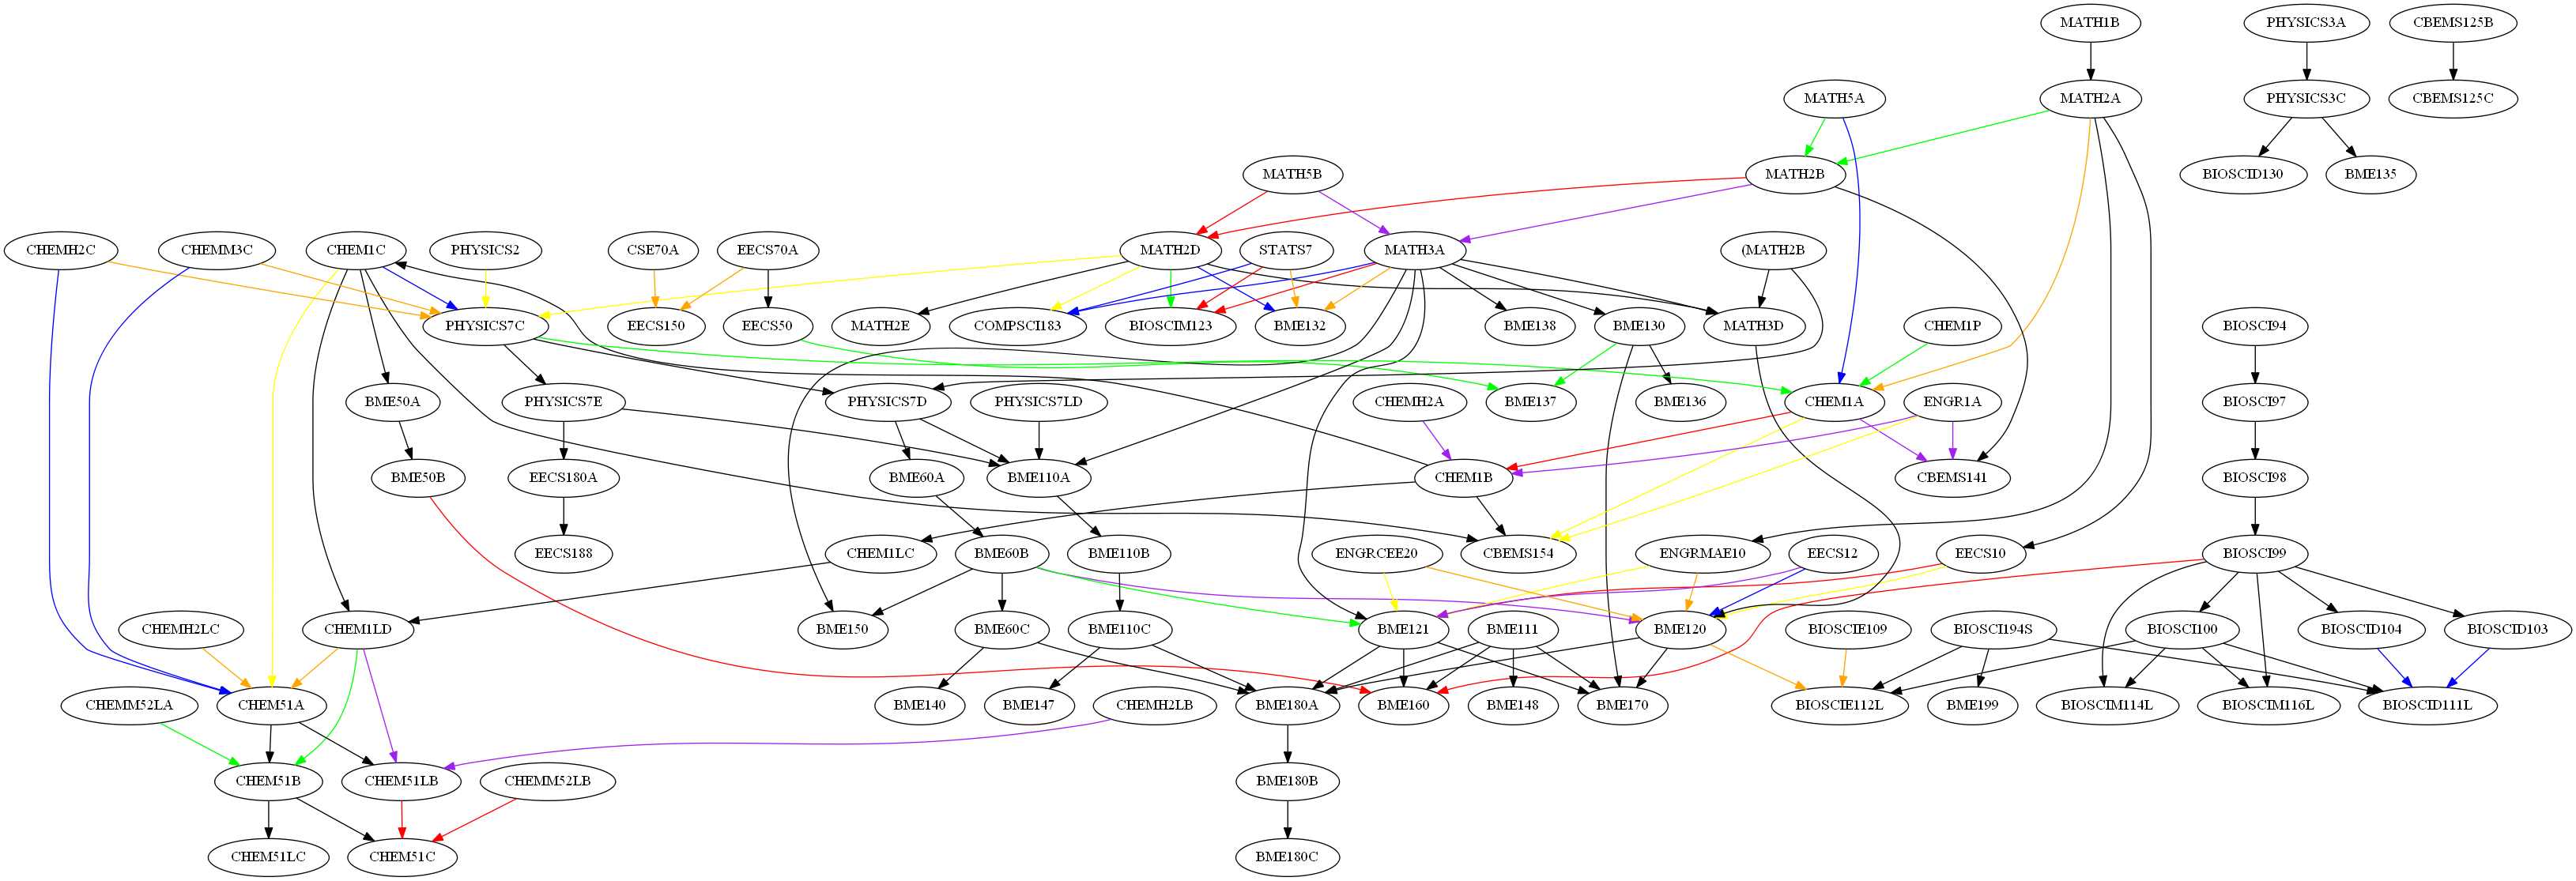 MATH1B
PHYSICS3A
CBEMS125B
MATH5A
MATH2A
PHYSICS3C
CBEMS125C
MATH5B
MATH2B
BIOSCID130
BME135
CHEMH2C
CHEMM3C
CHEM1C
PHYSICS2
CSE70A
EECS70A
MATH2D
STATS7
MATH3A
(MATH2B
PHYSICS7C
EECS150
EECS50
MATH2E
COMPSCI183
BIOSCIM123
BME132
BME138
BME130
MATH3D
CHEM1P
BIOSCI94
BME50A
PHYSICS7E
PHYSICS7D
PHYSICS7LD
CHEMH2A
BME137
BME136
CHEM1A
ENGR1A
BIOSCI97
BME50B
EECS180A
BME60A
BME110A
CHEM1B
CBEMS141
BIOSCI98
EECS188
CHEM1LC
BME60B
BME110B
ENGRCEE20
CBEMS154
ENGRMAE10
EECS12
EECS10
BIOSCI99
CHEMH2LC
CHEM1LD
BME150
BME60C
BME110C
BME121
BME111
BME120
BIOSCIE109
BIOSCI194S
BIOSCI100
BIOSCID104
BIOSCID103
CHEMM52LA
CHEM51A
BME140
BME147
CHEMH2LB
BME180A
BME160
BME148
BME170
BIOSCIE112L
BME199
BIOSCIM114L
BIOSCIM116L
BIOSCID111L
CHEM51B
CHEM51LB
CHEMM52LB
BME180B
CHEM51LC
CHEM51C
BME180C